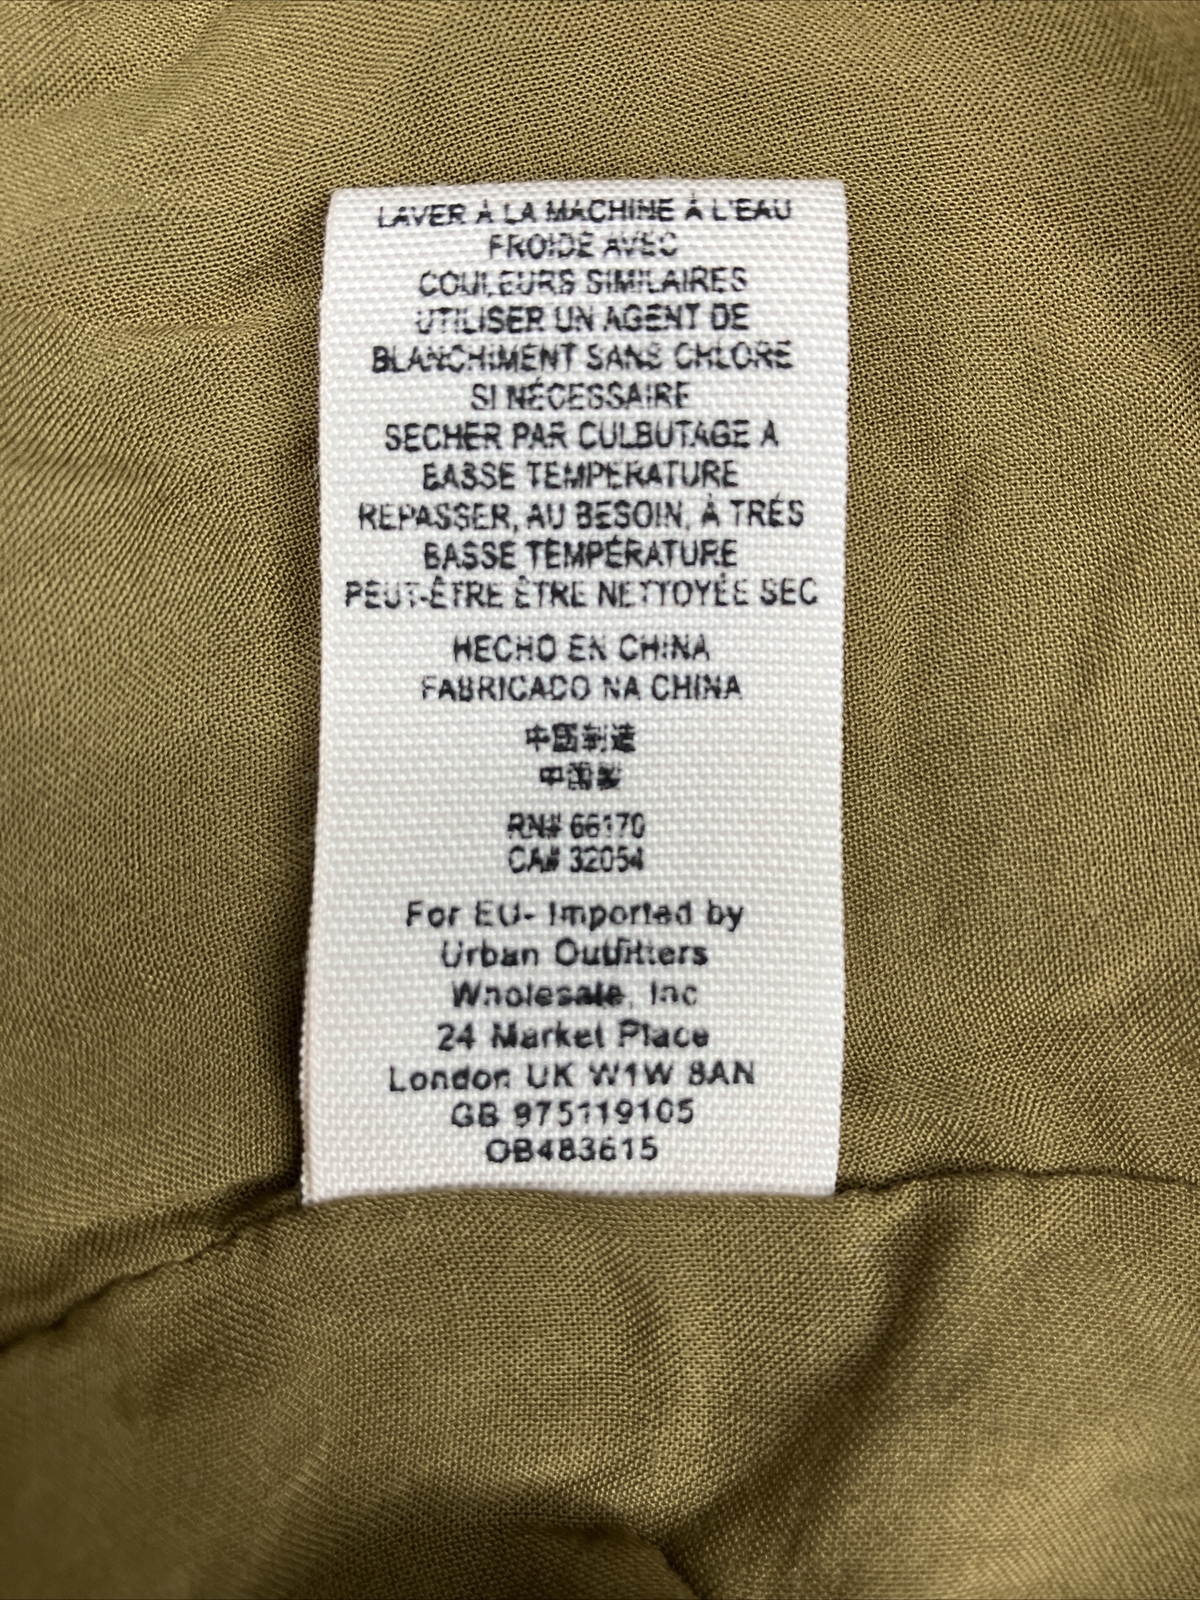 LAVER À LA MACHINE À L'EAU
FROIDE AVEC
COULEURS SIMILAIRES
UTILISER UN AGENT DE
BLANCHIMENT SANS CHLORE
SI NÉCESSAIRE
SECHER PAR CULBUTAGE A
BASSE TEMPERATURE
REPASSER, AU BESOIN, À TRÉS
BASSE TEMPÉRATURE
PEUT-ÊTRE ÊTRE NETTOYÉE SEC
HECHO EN CHINA
FABRICADO NA CHINA
中国制造
中国製
RN# 66170
CA# 32054
For EU- Imported by
Urban Outfitters
Wholesale, Inc
24 Market Place
London UK W1W 8AN
GB 975119105
OB483615